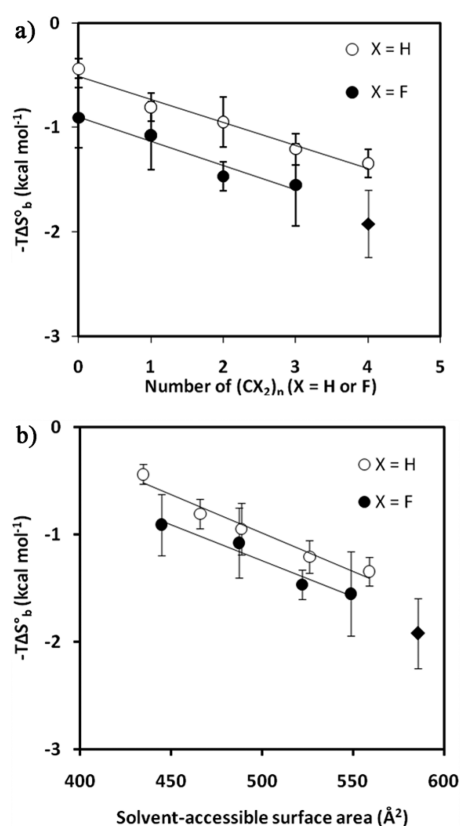 a)
0
-1
-2
-3
-TΔS°b (kcal mol-1)
X = H
X = F
0 1 2 3 4 5
Number of (CX2)n (X = H or F)
b)
0
-1
-2
-3
-TΔS°b (kcal mol-1)
X = H
X = F
400 450 500 550 600
Solvent-accessible surface area (Å2)